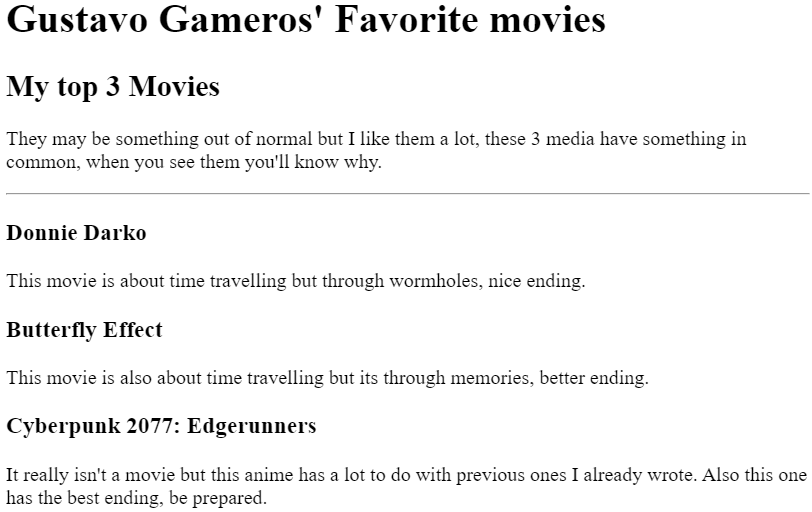 Gustavo Gameros' Favorite movies
My top 3 Movies
They may be something out of normal but I like them a lot, these 3 media have something in
common, when you see them you'll know why.
Donnie Darko
This movie is about time travelling but through wormholes, nice ending.
Butterfly Effect
This movie is also about time travelling but its through memories, better ending.
Cyberpunk 2077: Edgerunners
It really isn't a movie but this anime has a lot to do with previous ones I already wrote. Also this one
has the best ending, be prepared.